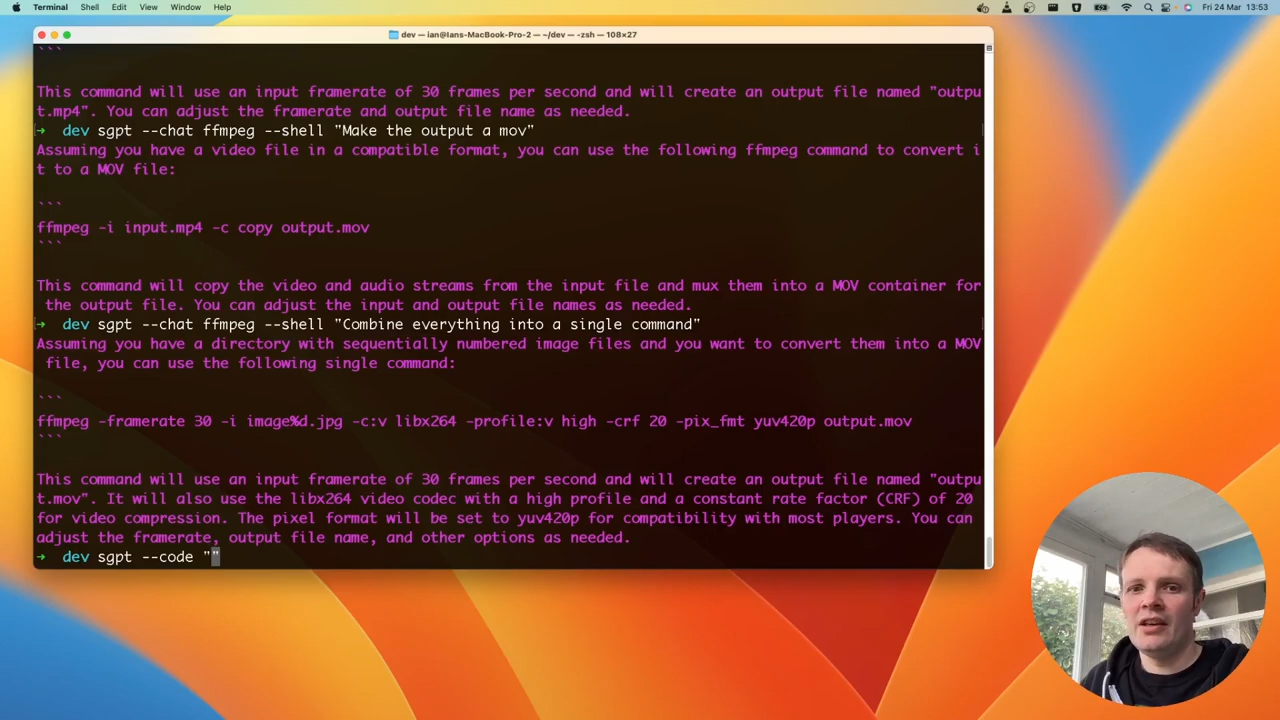 Terminal Shell Edit View Window Help Fri 24 Mar 13:53
dev — ian@Ians-MacBook-Pro-2 — ~/dev — -zsh — 108×27
```
This command will use an input framerate of 30 frames per second and will create an output file named "outpu
t.mp4". You can adjust the framerate and output file name as needed.
→ dev sgpt --chat ffmpeg --shell "Make the output a mov"
Assuming you have a video file in a compatible format, you can use the following ffmpeg command to convert i
t to a MOV file:
```
ffmpeg -i input.mp4 -c copy output.mov
```
This command will copy the video and audio streams from the input file and mux them into a MOV container for
the output file. You can adjust the input and output file names as needed.
→ dev sgpt --chat ffmpeg --shell "Combine everything into a single command"
Assuming you have a directory with sequentially numbered image files and you want to convert them into a MOV
file, you can use the following single command:
```
ffmpeg -framerate 30 -i image%d.jpg -c:v libx264 -profile:v high -crf 20 -pix_fmt yuv420p output.mov
```
This command will use an input framerate of 30 frames per second and will create an output file named "outpu
t.mov". It will also use the libx264 video codec with a high profile and a constant rate factor (CRF) of 20
for video compression. The pixel format will be set to yuv420p for compatibility with most players. You can
adjust the framerate, output file name, and other options as needed.
→ dev sgpt --code ""